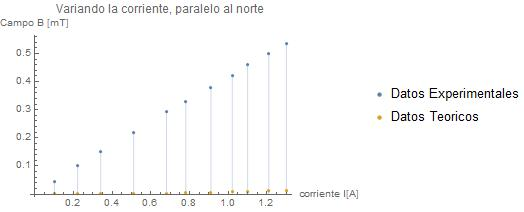 Variando la corriente, paralelo al norte
Campo B [mT]
0.5
0.4
0.3
0.2
0.1
0.2 0.4 0.6 0.8 1.0 1.2
corriente I[A]
Datos Experimentales
Datos Teoricos